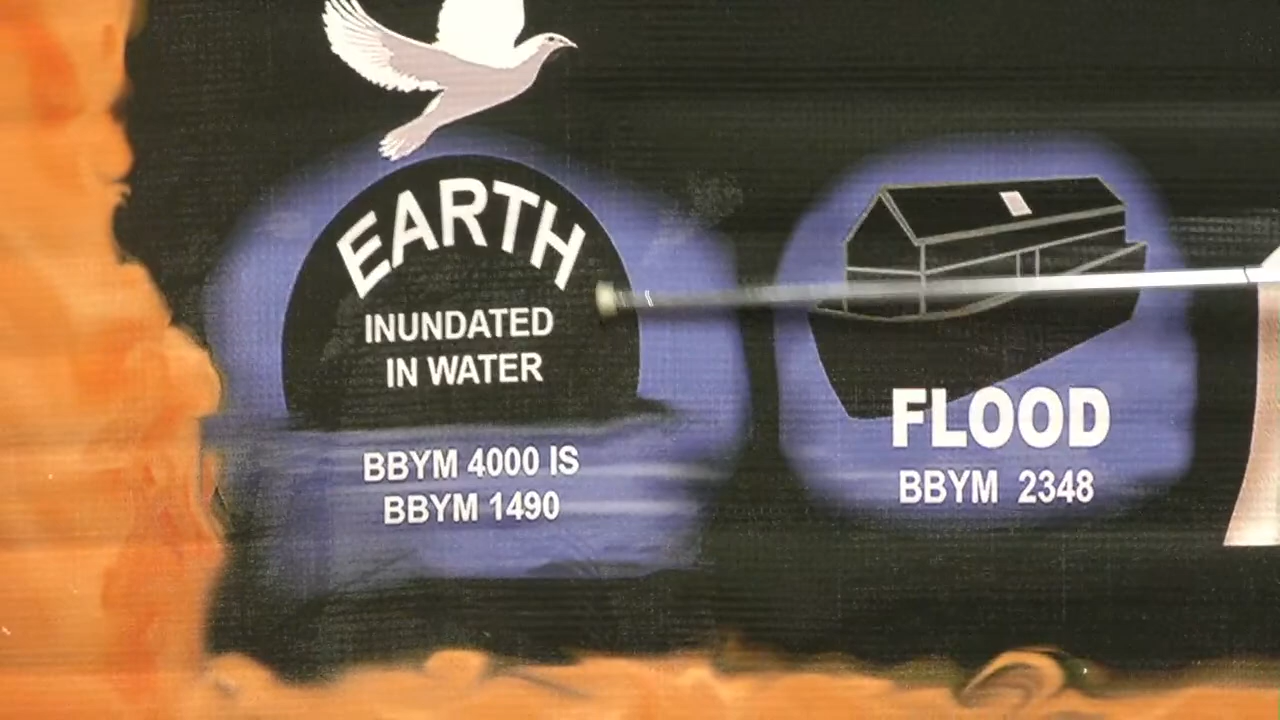 EARTH
INUNDATED
IN WATER
BBYM 4000 IS
BBYM 1490
FLOOD
BBYM 2348